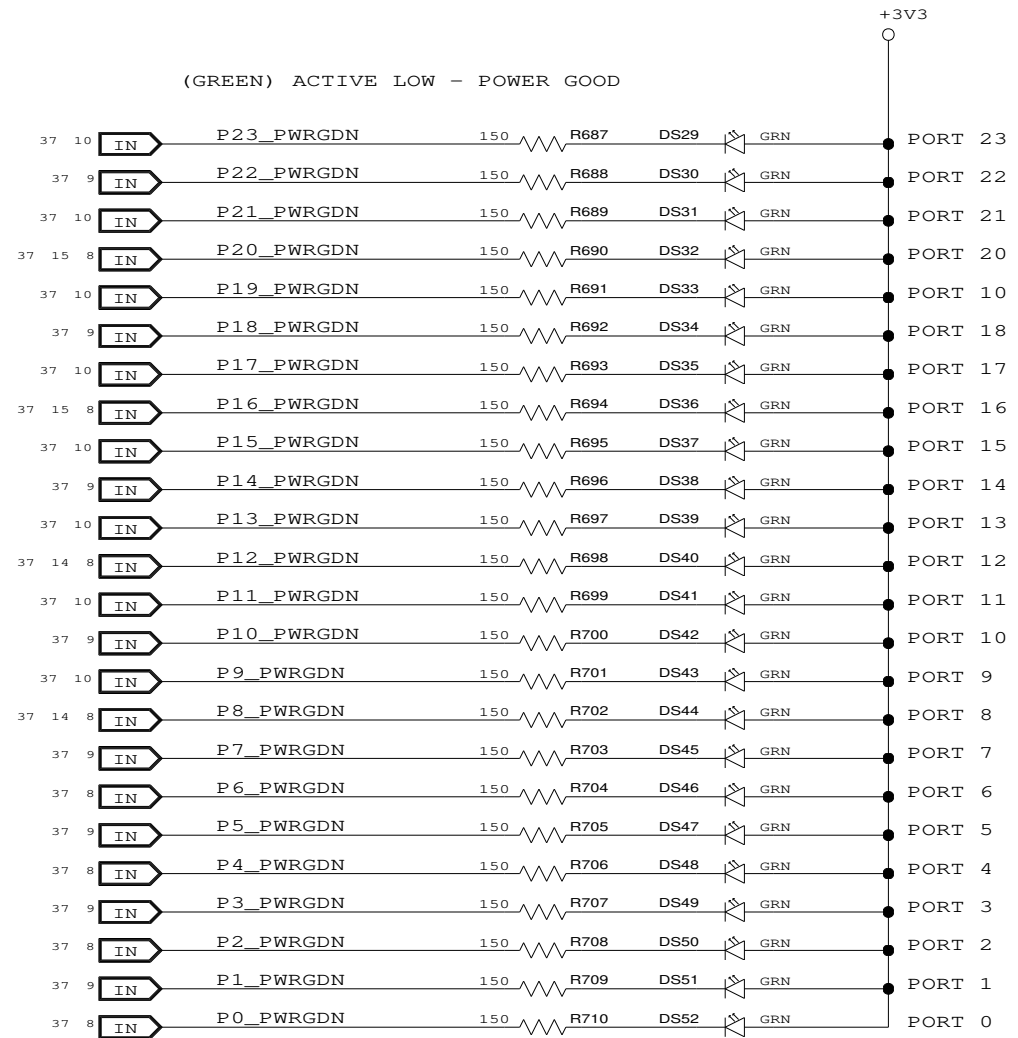 +3V3
(GREEN) ACTIVE LOW – POWER GOOD
37 10 IN P23_PWRGDN 150 R687 DS29 GRN PORT 23
37 9 IN P22_PWRGDN 150 R688 DS30 GRN PORT 22
37 10 IN P21_PWRGDN 150 R689 DS31 GRN PORT 21
37 15 8 IN P20_PWRGDN 150 R690 DS32 GRN PORT 20
37 10 IN P19_PWRGDN 150 R691 DS33 GRN PORT 10
37 9 IN P18_PWRGDN 150 R692 DS34 GRN PORT 18
37 10 IN P17_PWRGDN 150 R693 DS35 GRN PORT 17
37 15 8 IN P16_PWRGDN 150 R694 DS36 GRN PORT 16
37 10 IN P15_PWRGDN 150 R695 DS37 GRN PORT 15
37 9 IN P14_PWRGDN 150 R696 DS38 GRN PORT 14
37 10 IN P13_PWRGDN 150 R697 DS39 GRN PORT 13
37 14 8 IN P12_PWRGDN 150 R698 DS40 GRN PORT 12
37 10 IN P11_PWRGDN 150 R699 DS41 GRN PORT 11
37 9 IN P10_PWRGDN 150 R700 DS42 GRN PORT 10
37 10 IN P9_PWRGDN 150 R701 DS43 GRN PORT 9
37 14 8 IN P8_PWRGDN 150 R702 DS44 GRN PORT 8
37 9 IN P7_PWRGDN 150 R703 DS45 GRN PORT 7
37 8 IN P6_PWRGDN 150 R704 DS46 GRN PORT 6
37 9 IN P5_PWRGDN 150 R705 DS47 GRN PORT 5
37 8 IN P4_PWRGDN 150 R706 DS48 GRN PORT 4
37 9 IN P3_PWRGDN 150 R707 DS49 GRN PORT 3
37 8 IN P2_PWRGDN 150 R708 DS50 GRN PORT 2
37 9 IN P1_PWRGDN 150 R709 DS51 GRN PORT 1
37 8 IN P0_PWRGDN 150 R710 DS52 GRN PORT 0